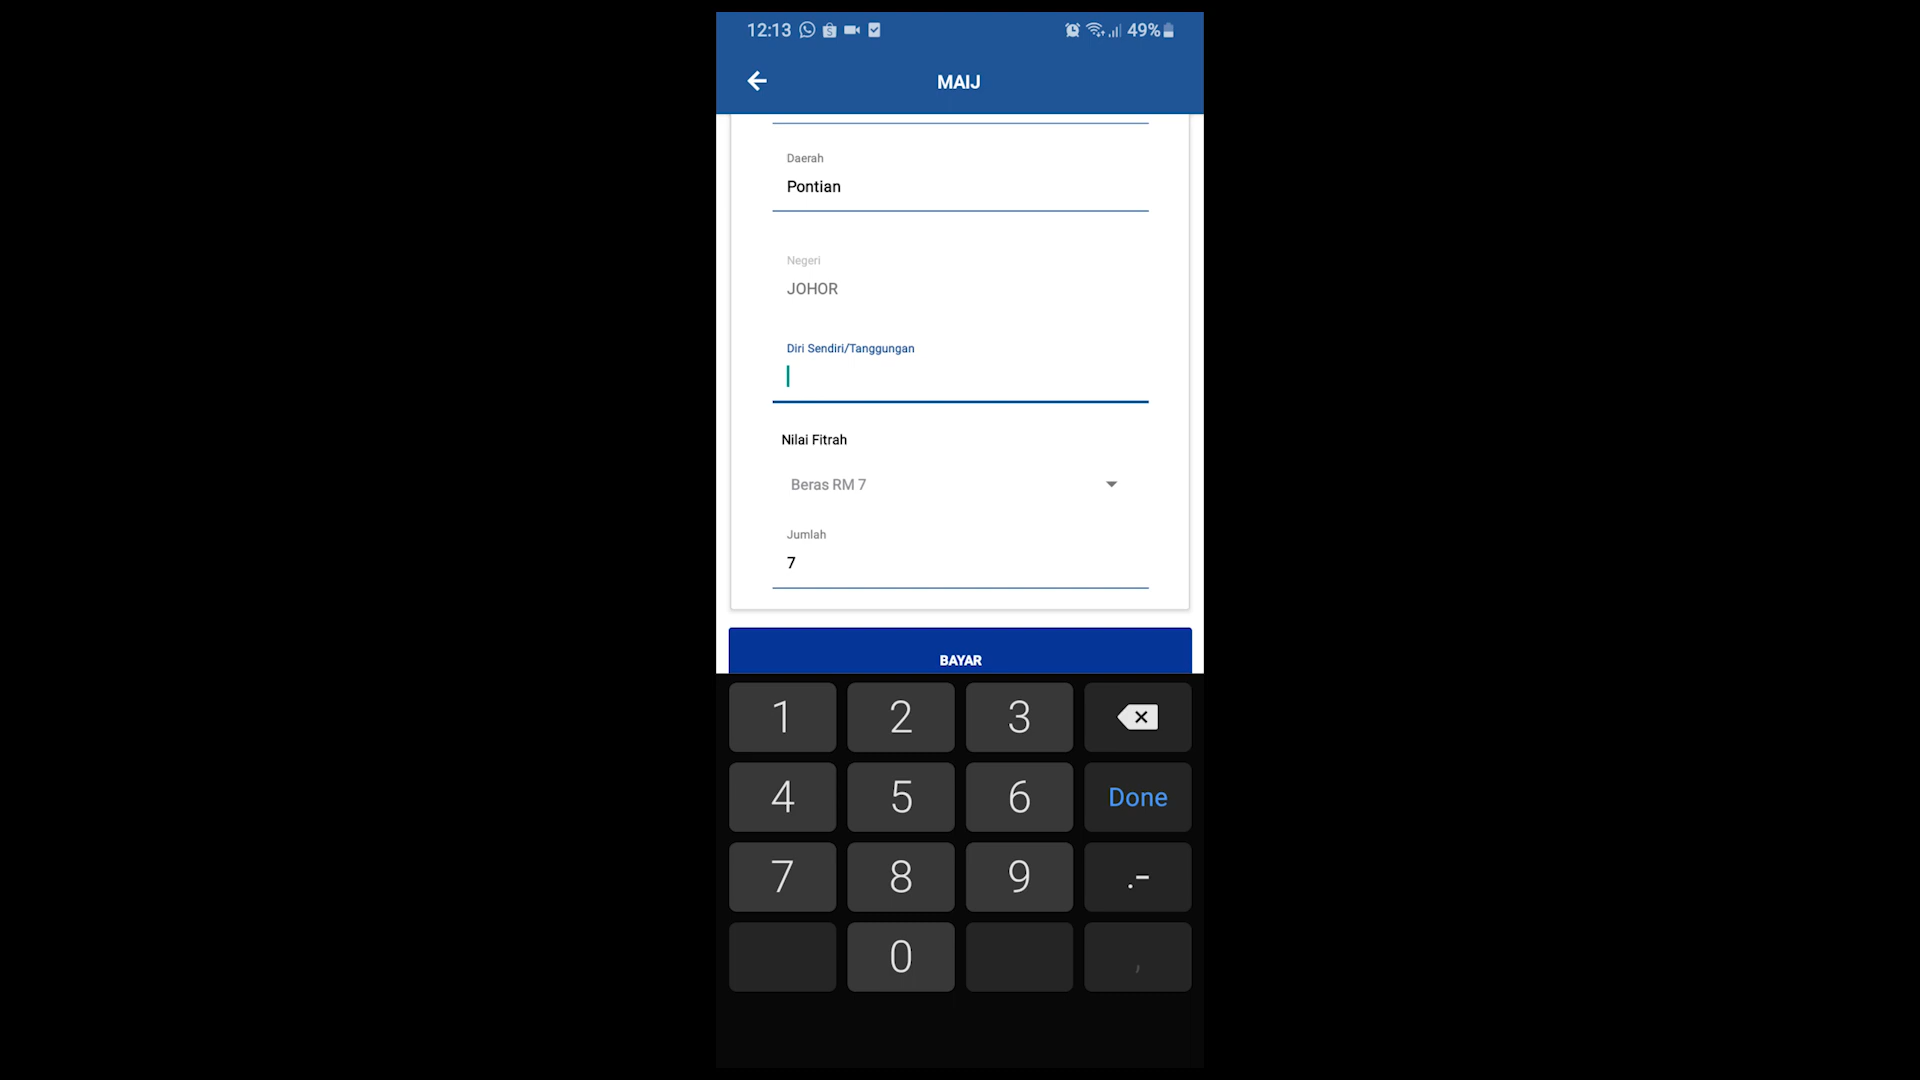 12:13 49%
MAIJ
Daerah
Pontian
Negeri
JOHOR
Diri Sendiri/Tanggungan
Nilai Fitrah
Beras RM 7
Jumlah
7
BAYAR
1 2 3
4 5 6 Done
7 8 9 .-
0 ,